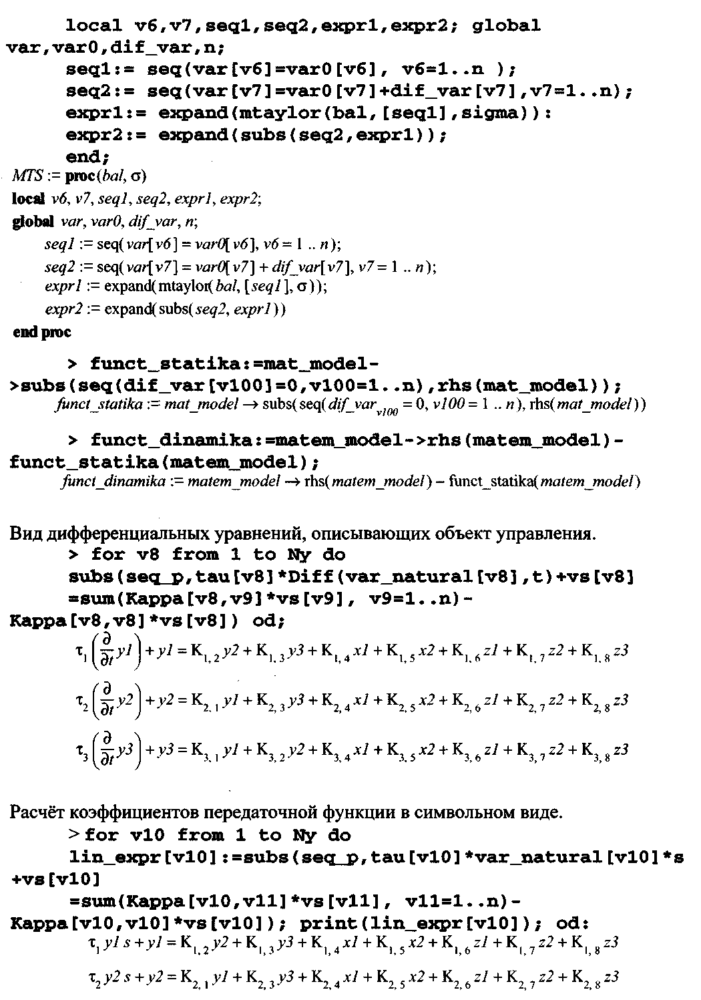 local v6,v7,seq1,seq2,expr1,expr2; global
var,var0,dif_var,n;
seq1:= seq(var[v6]=var0[v6], v6=1..n );
seq2:= seq(var[v7]=var0[v7]+dif_var[v7],v7=1..n);
expr1:= expand(mtaylor(bal,[seq1],sigma)):
expr2:= expand(subs(seq2,expr1));
end;
MTS := proc(bal, σ)
local v6, v7, seq1, seq2, expr1, expr2;
global var, var0, dif_var, n;
seq1 := seq(var[v6] = var0[v6], v6 = 1 .. n);
seq2 := seq(var[v7] = var0[v7] + dif_var[v7], v7 = 1 .. n);
expr1 := expand(mtaylor(bal, [seq1], σ));
expr2 := expand(subs(seq2, expr1))
end proc
> funct_statika:=mat_model-
>subs(seq(dif_var[v100]=0,v100=1..n),rhs(mat_model));
funct_statika := mat_model → subs(seq(dif_var_v100 = 0, v100 = 1 .. n), rhs(mat_model))
> funct_dinamika:=matem_model->rhs(matem_model)-
funct_statika(matem_model);
funct_dinamika := matem_model → rhs(matem_model) − funct_statika(matem_model)
Вид дифференциальных уравнений, описывающих объект управления.
> for v8 from 1 to Ny do
subs(seq_p,tau[v8]*Diff(var_natural[v8],t)+vs[v8]
=sum(Kappa[v8,v9]*vs[v9], v9=1..n)-
Kappa[v8,v8]*vs[v8]) od;
τ₁(∂/∂t y1) + y1 = K₁,₂ y2 + K₁,₃ y3 + K₁,₄ x1 + K₁,₅ x2 + K₁,₆ z1 + K₁,₇ z2 + K₁,₈ z3
τ₂(∂/∂t y2) + y2 = K₂,₁ y1 + K₂,₃ y3 + K₂,₄ x1 + K₂,₅ x2 + K₂,₆ z1 + K₂,₇ z2 + K₂,₈ z3
τ₃(∂/∂t y3) + y3 = K₃,₁ y1 + K₃,₂ y2 + K₃,₄ x1 + K₃,₅ x2 + K₃,₆ z1 + K₃,₇ z2 + K₃,₈ z3
Расчёт коэффициентов передаточной функции в символьном виде.
> for v10 from 1 to Ny do
lin_expr[v10]:=subs(seq_p,tau[v10]*var_natural[v10]*s
+vs[v10]
=sum(Kappa[v10,v11]*vs[v11], v11=1..n)-
Kappa[v10,v10]*vs[v10]); print(lin_expr[v10]); od:
τ₁ y1 s + y1 = K₁,₂ y2 + K₁,₃ y3 + K₁,₄ x1 + K₁,₅ x2 + K₁,₆ z1 + K₁,₇ z2 + K₁,₈ z3
τ₂ y2 s + y2 = K₂,₁ y1 + K₂,₃ y3 + K₂,₄ x1 + K₂,₅ x2 + K₂,₆ z1 + K₂,₇ z2 + K₂,₈ z3